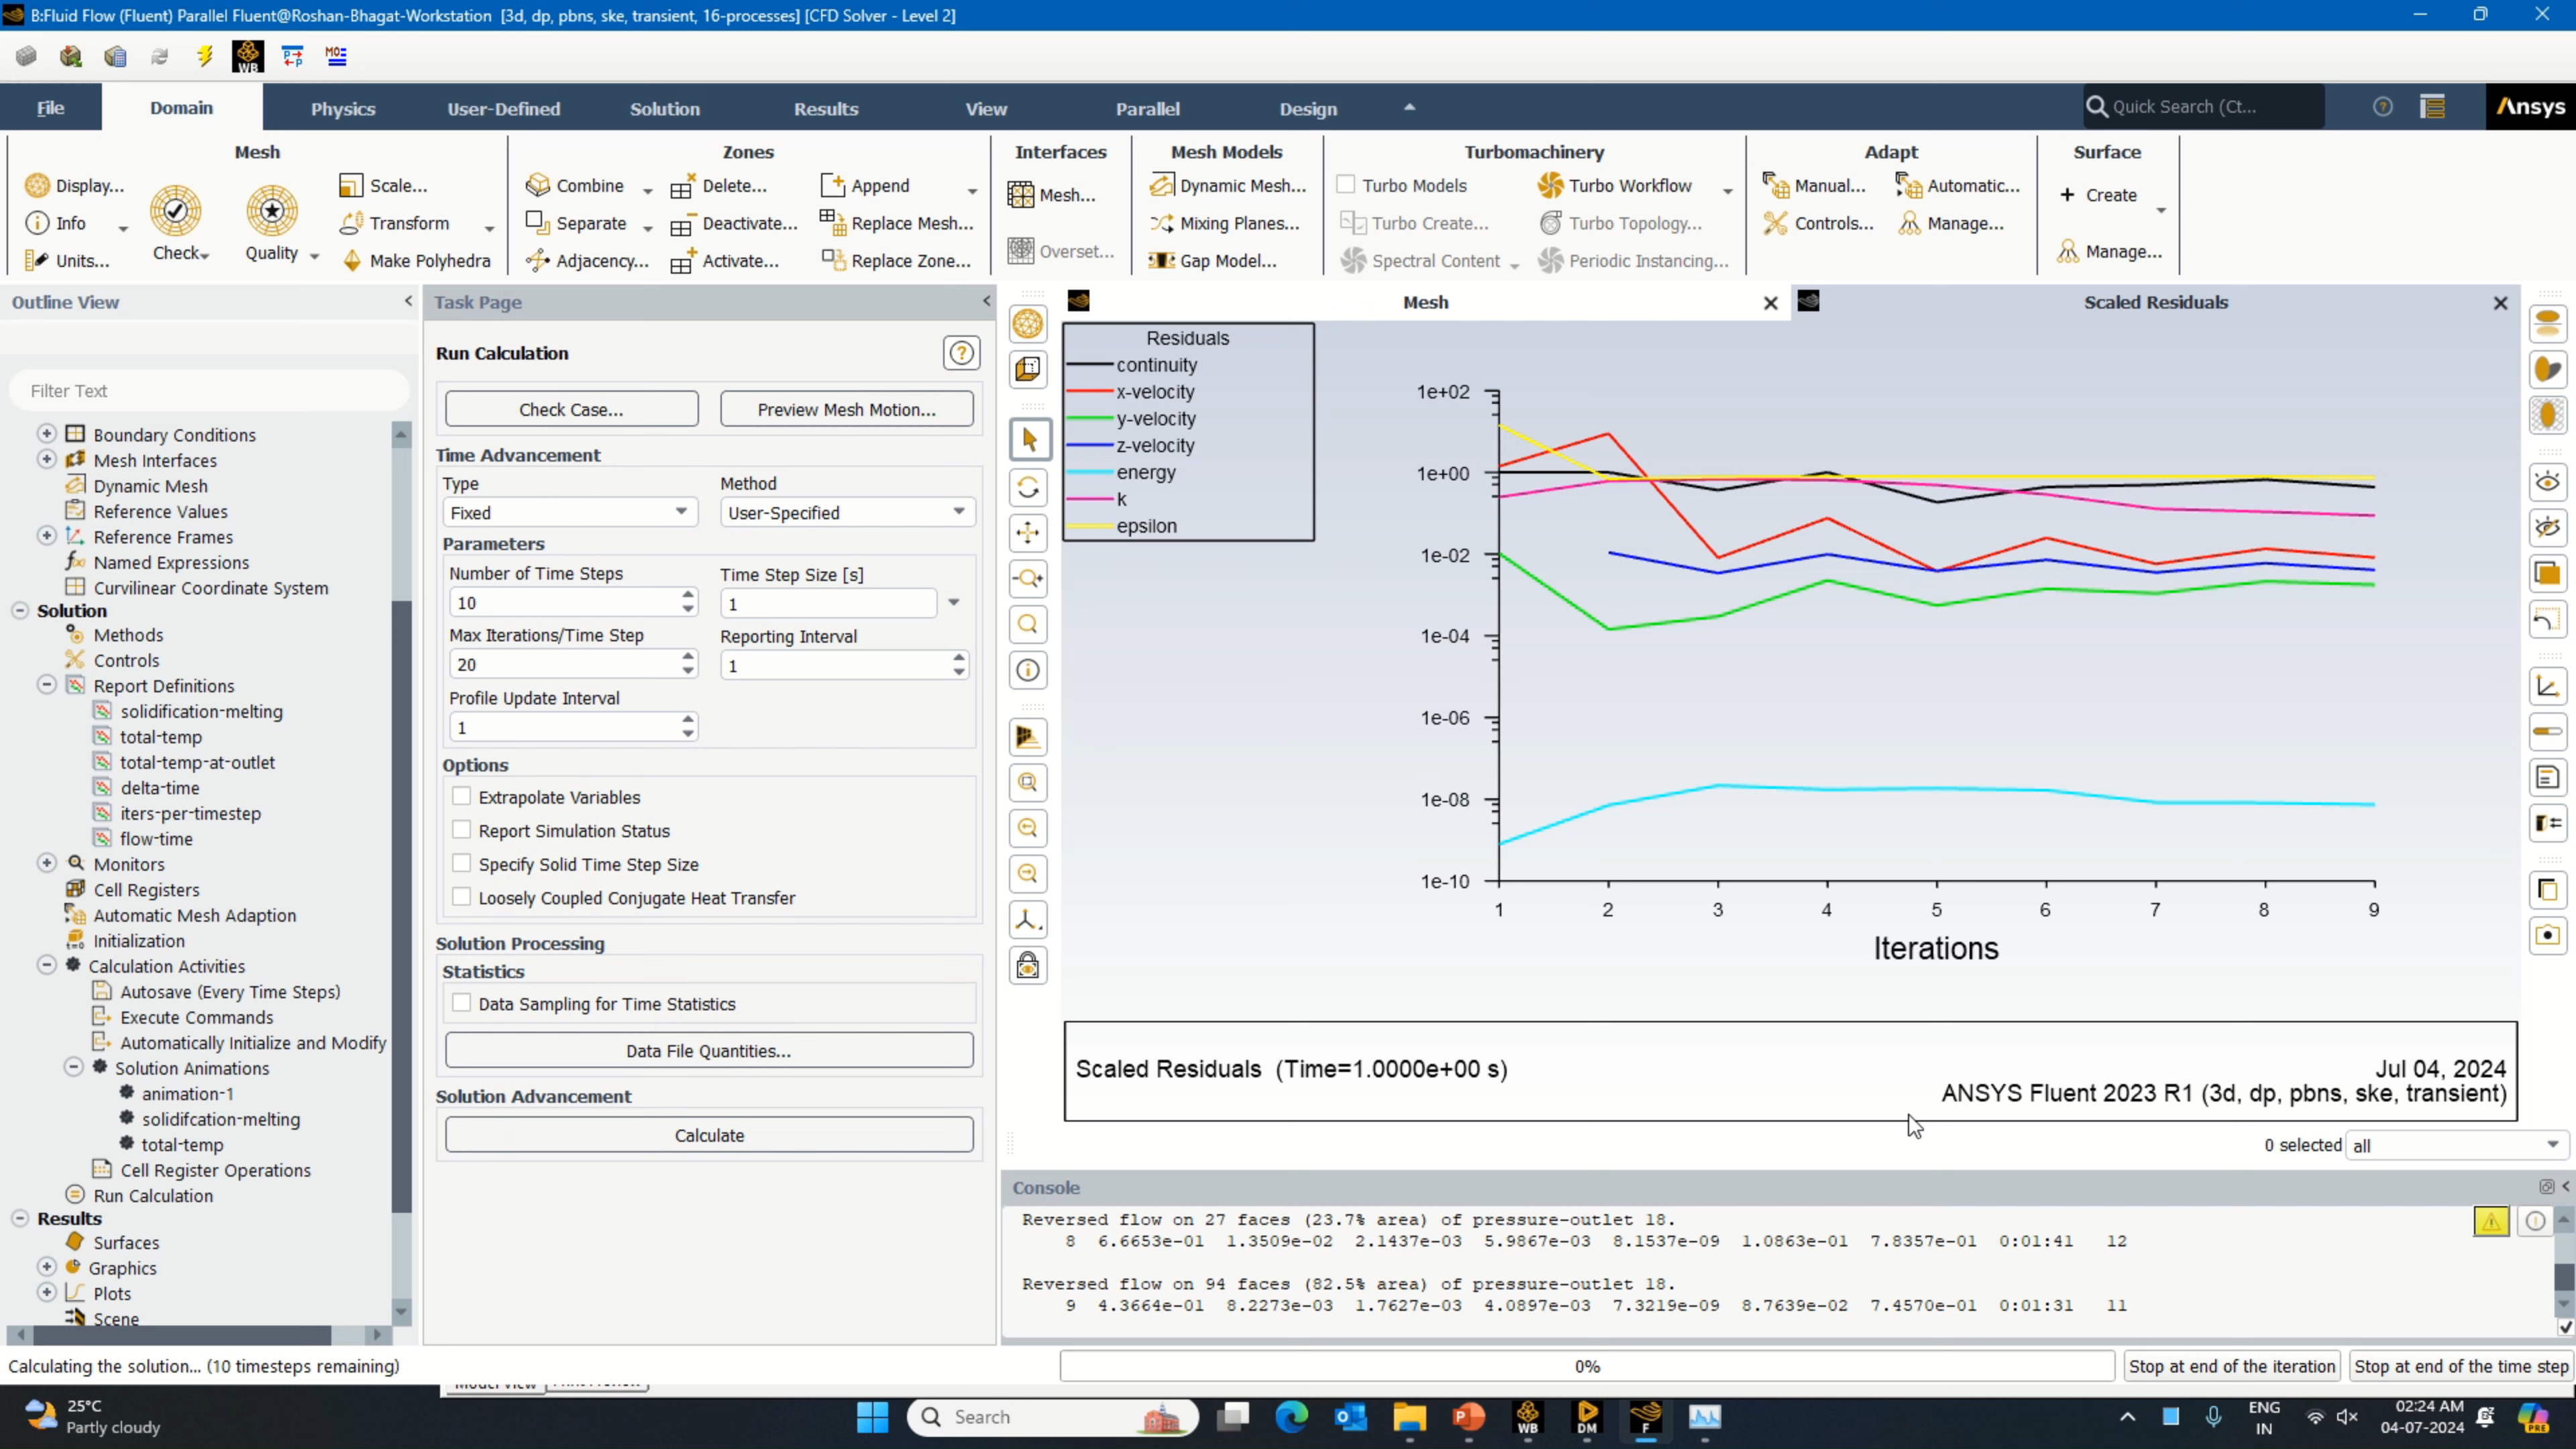 B:Fluid Flow (Fluent) Parallel Fluent@Roshan-Bhagat-Workstation [3d, dp, pbns, ske, transient, 16-processes] [CFD Solver - Level 2]
WB
File Domain Physics User-Defined Solution Results View Parallel Design Quick Search (Ct... Ansys
Mesh Zones Interfaces Mesh Models Turbomachinery Adapt Surface
Display... Scale... Combine Delete... Append Mesh... Dynamic Mesh... Turbo Models Turbo Workflow Manual... Automatic... Create
Info Transform Separate Deactivate... Replace Mesh... Mixing Planes... Turbo Create... Turbo Topology... Controls... Manage...
Check Quality Overset... Manage...
Units... Make Polyhedra Adjacency... Activate... Replace Zone... Gap Model... Spectral Content Periodic Instancing...
Outline View
Filter Text
Boundary Conditions
Mesh Interfaces
Dynamic Mesh
Reference Values
Reference Frames
Named Expressions
Curvilinear Coordinate System
Solution
Methods
Controls
Report Definitions
solidification-melting
total-temp
total-temp-at-outlet
delta-time
iters-per-timestep
flow-time
Monitors
Cell Registers
Automatic Mesh Adaption
Initialization
Calculation Activities
Autosave (Every Time Steps)
Execute Commands
Automatically Initialize and Modify
Solution Animations
animation-1
solidifcation-melting
total-temp
Cell Register Operations
Run Calculation
Results
Surfaces
Graphics
Plots
Scene
Task Page
Run Calculation
Check Case... Preview Mesh Motion...
Time Advancement
Type Method
Fixed User-Specified
Parameters
Number of Time Steps Time Step Size [s]
10 1
Max Iterations/Time Step Reporting Interval
20 1
Profile Update Interval
1
Options
Extrapolate Variables
Report Simulation Status
Specify Solid Time Step Size
Loosely Coupled Conjugate Heat Transfer
Solution Processing
Statistics
Data Sampling for Time Statistics
Data File Quantities...
Solution Advancement
Calculate
Mesh Scaled Residuals
Residuals
continuity
x-velocity
y-velocity
z-velocity
energy
k
epsilon
1e+02
1e+00
1e-02
1e-04
1e-06
1e-08
1e-10
1 2 3 4 5 6 7 8 9
Iterations
Scaled Residuals (Time=1.0000e+00 s)
Jul 04, 2024
ANSYS Fluent 2023 R1 (3d, dp, pbns, ske, transient)
0 selected all
Console
Reversed flow on 27 faces (23.7% area) of pressure-outlet 18.
8 6.6653e-01 1.3509e-02 2.1437e-03 5.9867e-03 8.1537e-09 1.0863e-01 7.8357e-01 0:01:41 12
Reversed flow on 94 faces (82.5% area) of pressure-outlet 18.
9 4.3664e-01 8.2273e-03 1.7627e-03 4.0897e-03 7.3219e-09 8.7639e-02 7.4570e-01 0:01:31 11
Calculating the solution... (10 timesteps remaining) 0% Stop at end of the iteration Stop at end of the time step
25°C
Partly cloudy
Search
WB DM F
ENG
IN
02:24 AM
04-07-2024
PRE